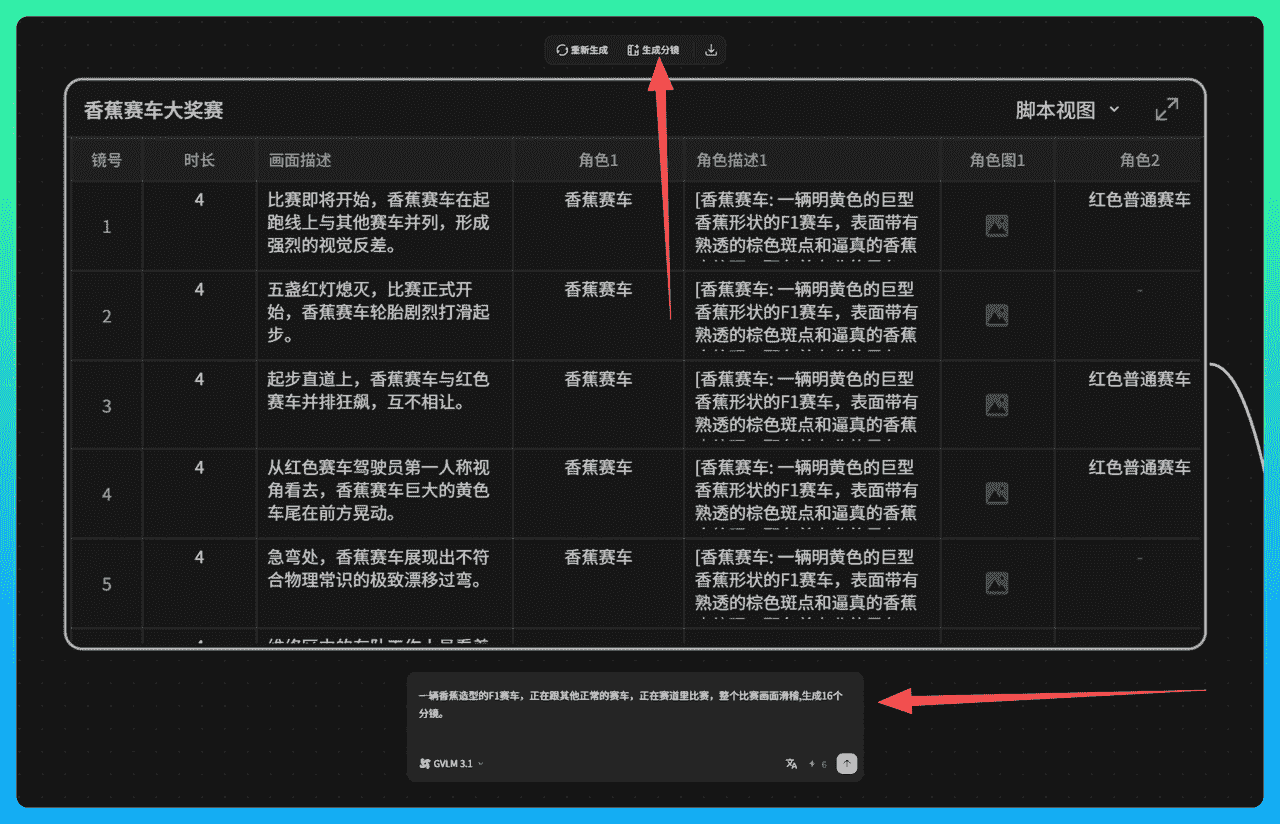 重新生成 生成分镜
香蕉赛车大奖赛 脚本视图
镜号 时长 画面描述 角色1 角色描述1 角色图1 角色2
1 4 比赛即将开始，香蕉赛车在起 香蕉赛车 [香蕉赛车: 一辆明黄色的巨型 红色普通赛车
跑线上与其他赛车并列，形成 香蕉形状的F1赛车，表面带有
强烈的视觉反差。 熟透的棕色斑点和逼真的香蕉
2 4 五盏红灯熄灭，比赛正式开 香蕉赛车 [香蕉赛车: 一辆明黄色的巨型 -
始，香蕉赛车轮胎剧烈打滑起 香蕉形状的F1赛车，表面带有
步。 熟透的棕色斑点和逼真的香蕉
3 4 起步直道上，香蕉赛车与红色 香蕉赛车 [香蕉赛车: 一辆明黄色的巨型 红色普通赛车
赛车并排狂飙，互不相让。 香蕉形状的F1赛车，表面带有
熟透的棕色斑点和逼真的香蕉
4 4 从红色赛车驾驶员第一人称视 香蕉赛车 [香蕉赛车: 一辆明黄色的巨型 红色普通赛车
角看去，香蕉赛车巨大的黄色 香蕉形状的F1赛车，表面带有
车尾在前方晃动。 熟透的棕色斑点和逼真的香蕉
5 4 急弯处，香蕉赛车展现出不符 香蕉赛车 [香蕉赛车: 一辆明黄色的巨型 -
合物理常识的极致漂移过弯。 香蕉形状的F1赛车，表面带有
熟透的棕色斑点和逼真的香蕉
一辆香蕉造型的F1赛车，正在跟其他正常的赛车，正在赛道里比赛，整个比赛画面滑稽,生成16个
分镜。
GVLM 3.1 6